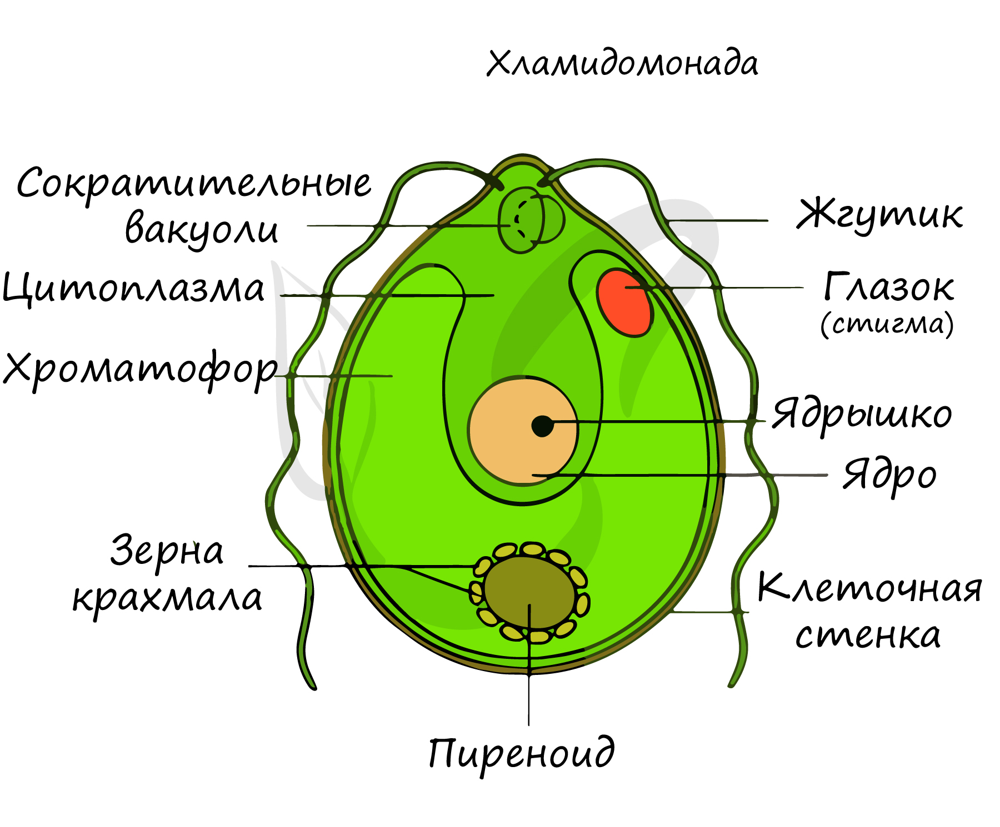 Хламидомонада
Сократительные
вакуоли
Цитоплазма
Хроматофор
Зерна
крахмала
Жгутик
Глазок
(стигма)
Ядрышко
Ядро
Клеточная
стенка
Пиреноид